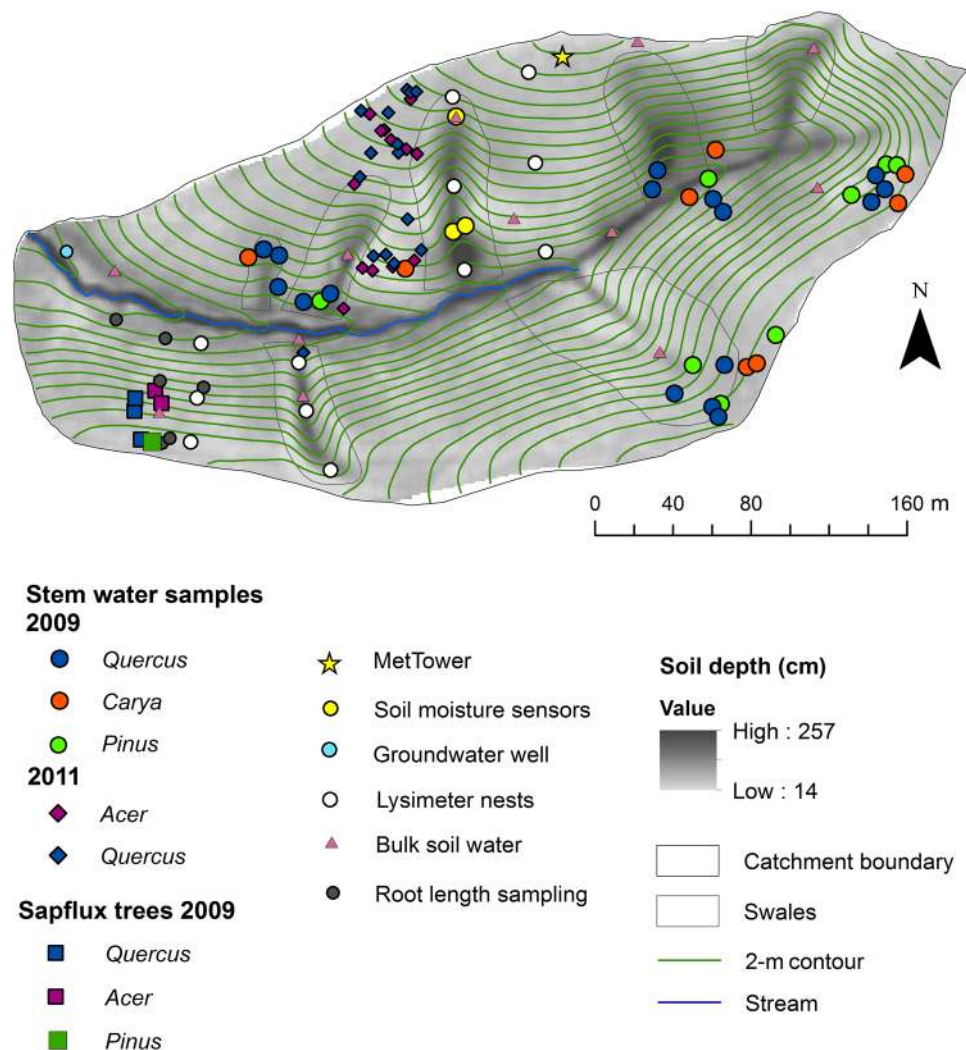 N
0 40 80 160 m
Stem water samples
2009
Quercus
Carya
Pinus
2011
Acer
Quercus
Sapflux trees 2009
Quercus
Acer
Pinus
MetTower
Soil moisture sensors
Groundwater well
Lysimeter nests
Bulk soil water
Root length sampling
Soil depth (cm)
Value
High : 257
Low : 14
Catchment boundary
Swales
2-m contour
Stream